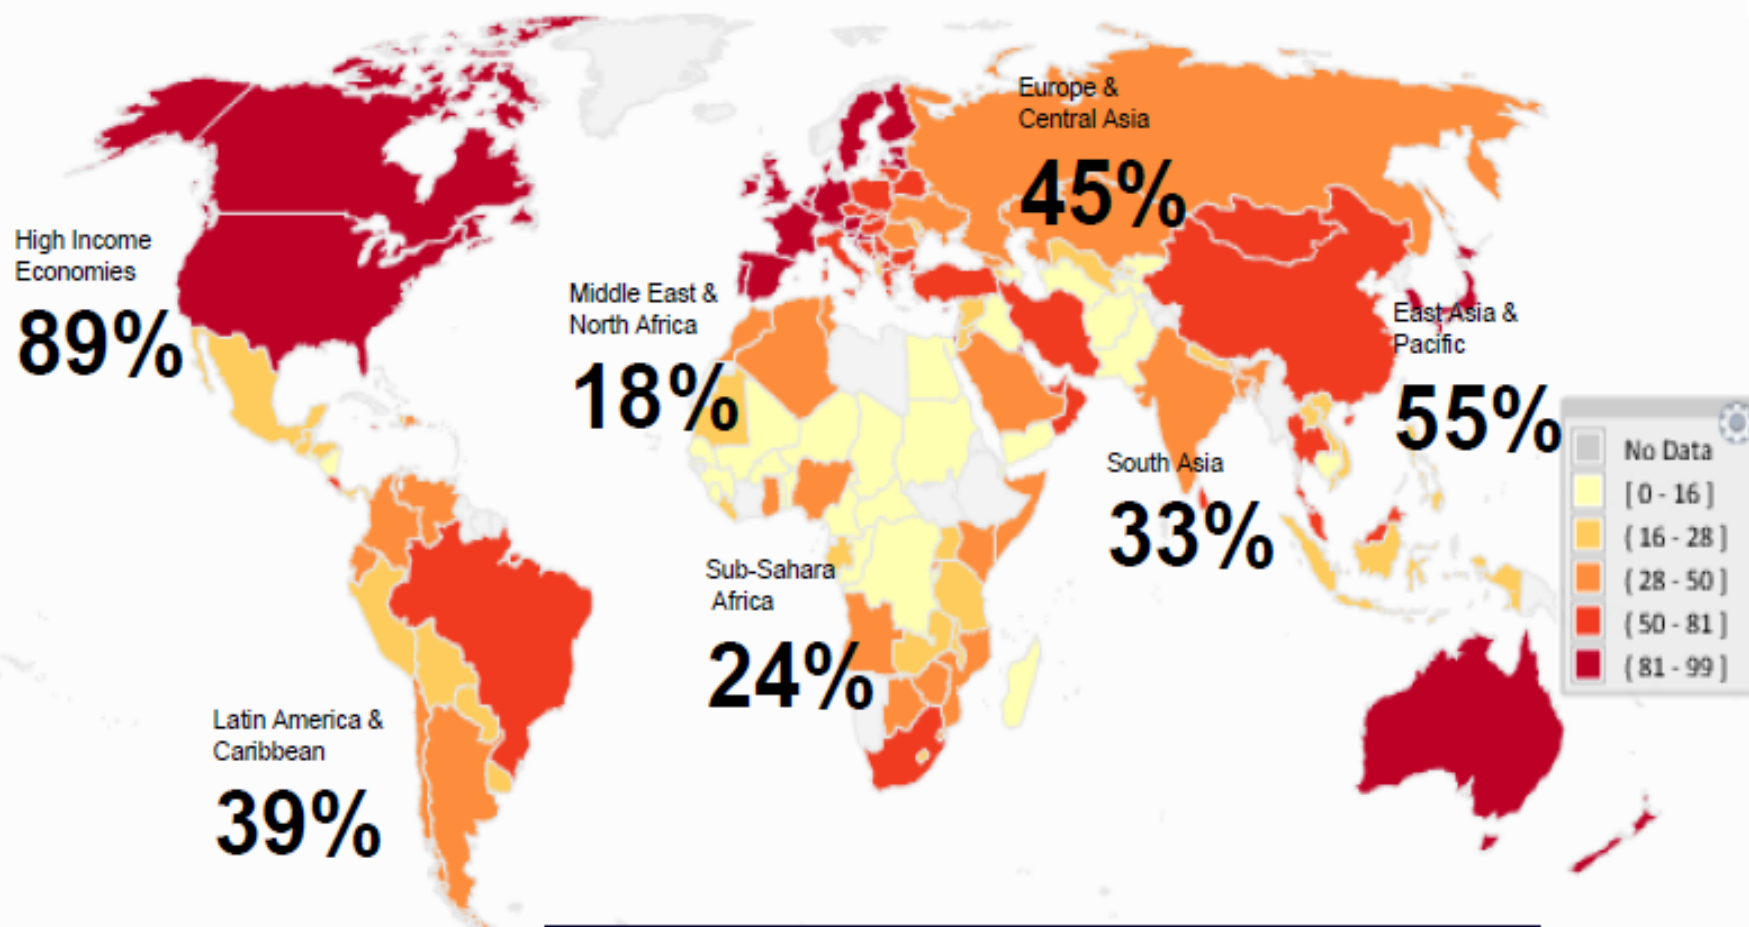 Europe &
Central Asia
45%
High Income
Economies
89%
Middle East &
North Africa
18%
East Asia &
Pacific
55%
South Asia
33%
Sub-Sahara
Africa
24%
Latin America &
Caribbean
39%
No Data
[ 0 - 16 ]
( 16 - 28 ]
( 28 - 50 ]
( 50 - 81 ]
( 81 - 99 ]